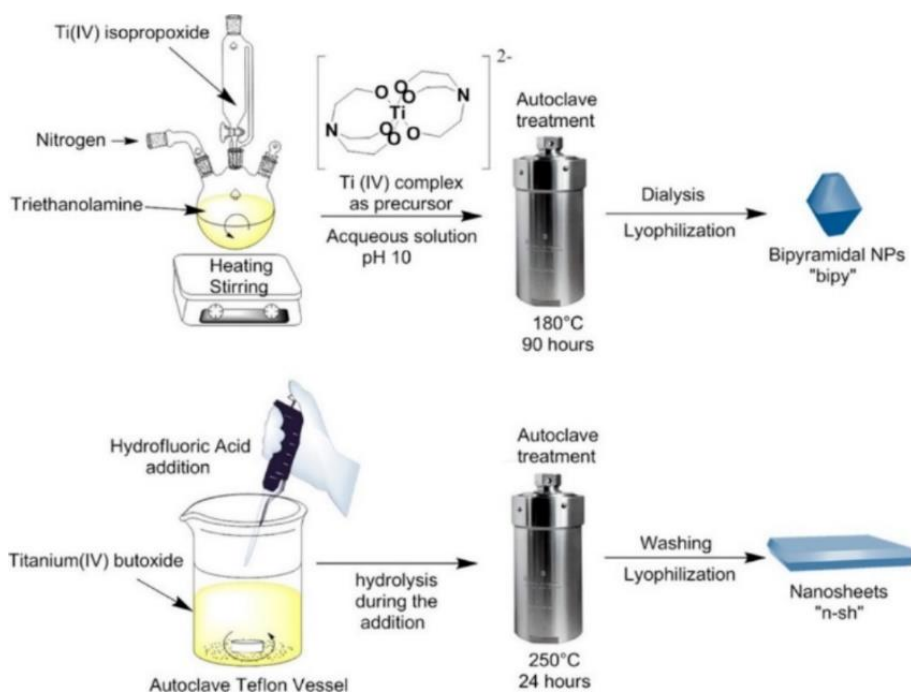 Ti(IV) isopropoxide
Nitrogen
Triethanolamine
Heating
Stirring
2-
O
O
O
N
Ti
N
O
O
O
Ti (IV) complex
as precursor
Acqueous solution
pH 10
Autoclave
treatment
180°C
90 hours
Dialysis
Lyophilization
Bipyramidal NPs
"bipy"
Hydrofluoric Acid
addition
Titanium(IV) butoxide
Autoclave Teflon Vessel
hydrolysis
during the
addition
Autoclave
treatment
250°C
24 hours
Washing
Lyophilization
Nanosheets
"n-sh"